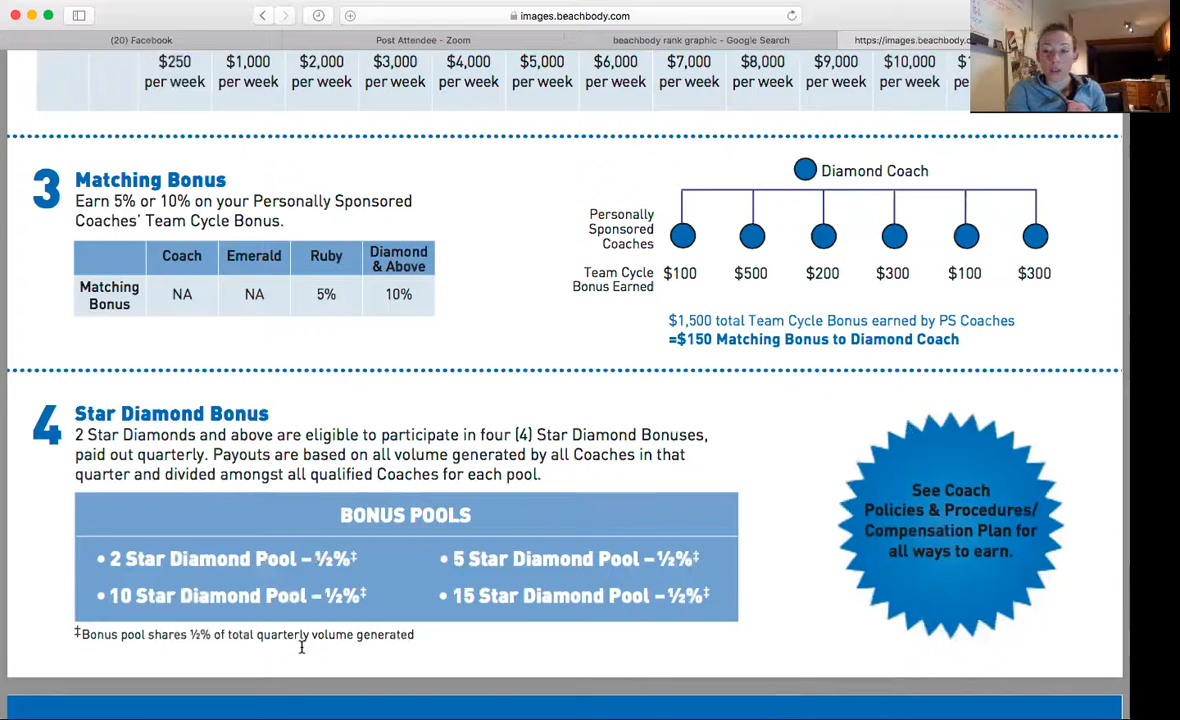 images.beachbody.com
(20) Facebook
Post Attendee - Zoom
beachbody rank graphic - Google Search
https://images.beachbody.c
$250 $1,000 $2,000 $3,000 $4,000 $5,000 $6,000 $7,000 $8,000 $9,000 $10,000
per week per week per week per week per week per week per week per week per week per week per week pe
3 Matching Bonus
Earn 5% or 10% on your Personally Sponsored
Coaches' Team Cycle Bonus.
Coach Emerald Ruby Diamond & Above
Matching Bonus NA NA 5% 10%
Diamond Coach
Personally
Sponsored
Coaches
Team Cycle
Bonus Earned
$100 $500 $200 $300 $100 $300
$1,500 total Team Cycle Bonus earned by PS Coaches
=$150 Matching Bonus to Diamond Coach
4 Star Diamond Bonus
2 Star Diamonds and above are eligible to participate in four (4) Star Diamond Bonuses,
paid out quarterly. Payouts are based on all volume generated by all Coaches in that
quarter and divided amongst all qualified Coaches for each pool.
BONUS POOLS
• 2 Star Diamond Pool – ½%‡
• 5 Star Diamond Pool – ½%‡
• 10 Star Diamond Pool – ½%‡
• 15 Star Diamond Pool – ½%‡
‡Bonus pool shares ½% of total quarterly volume generated
See Coach
Policies & Procedures/
Compensation Plan for
all ways to earn.